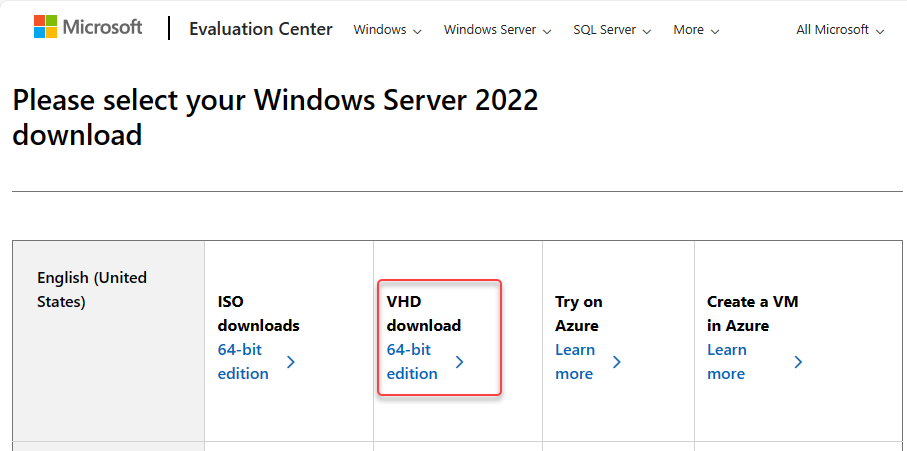 Microsoft | Evaluation Center Windows Windows Server SQL Server More All Microsoft
Please select your Windows Server 2022
download
English (United
States)
ISO
downloads
64-bit
edition
VHD
download
64-bit
edition
Try on
Azure
Learn
more
Create a VM
in Azure
Learn
more